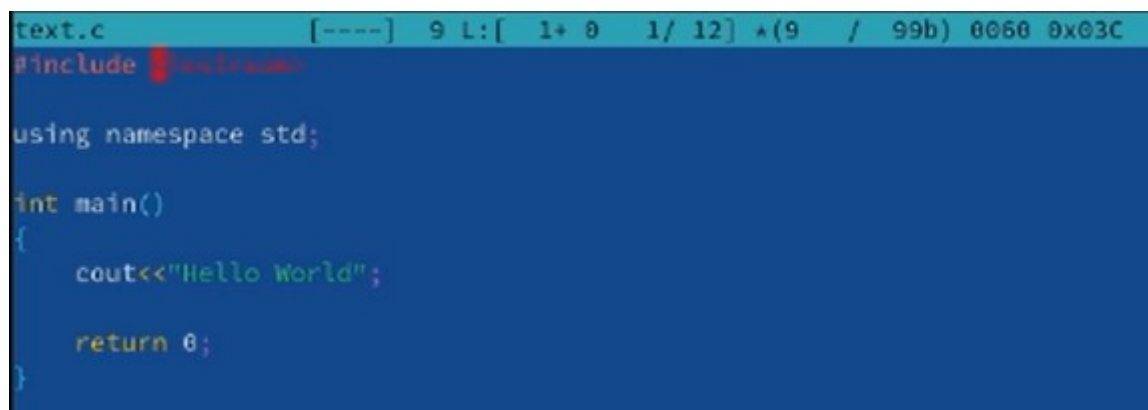 text.c [----] 9 L:[ 1+ 0 1/ 12] *(9 / 99b) 0060 0x03C
#include
using namespace std;
int main()
{
cout<<"Hello World";
return 0;
}